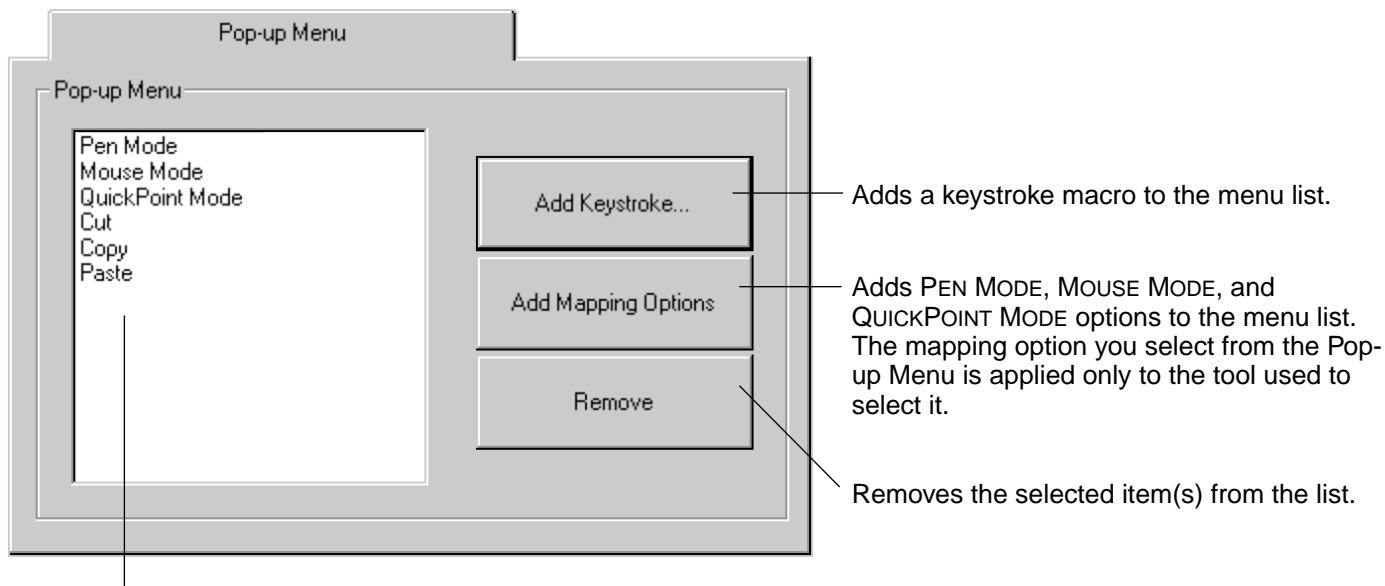 Pop-up Menu
Pop-up Menu
Pen Mode
Mouse Mode
QuickPoint Mode
Cut
Copy
Paste
Add Keystroke...
Add Mapping Options
Remove
Adds a keystroke macro to the menu list.
Adds PEN MODE, MOUSE MODE, and
QUICKPOINT MODE options to the menu list.
The mapping option you select from the Pop-
up Menu is applied only to the tool used to
select it.
Removes the selected item(s) from the list.